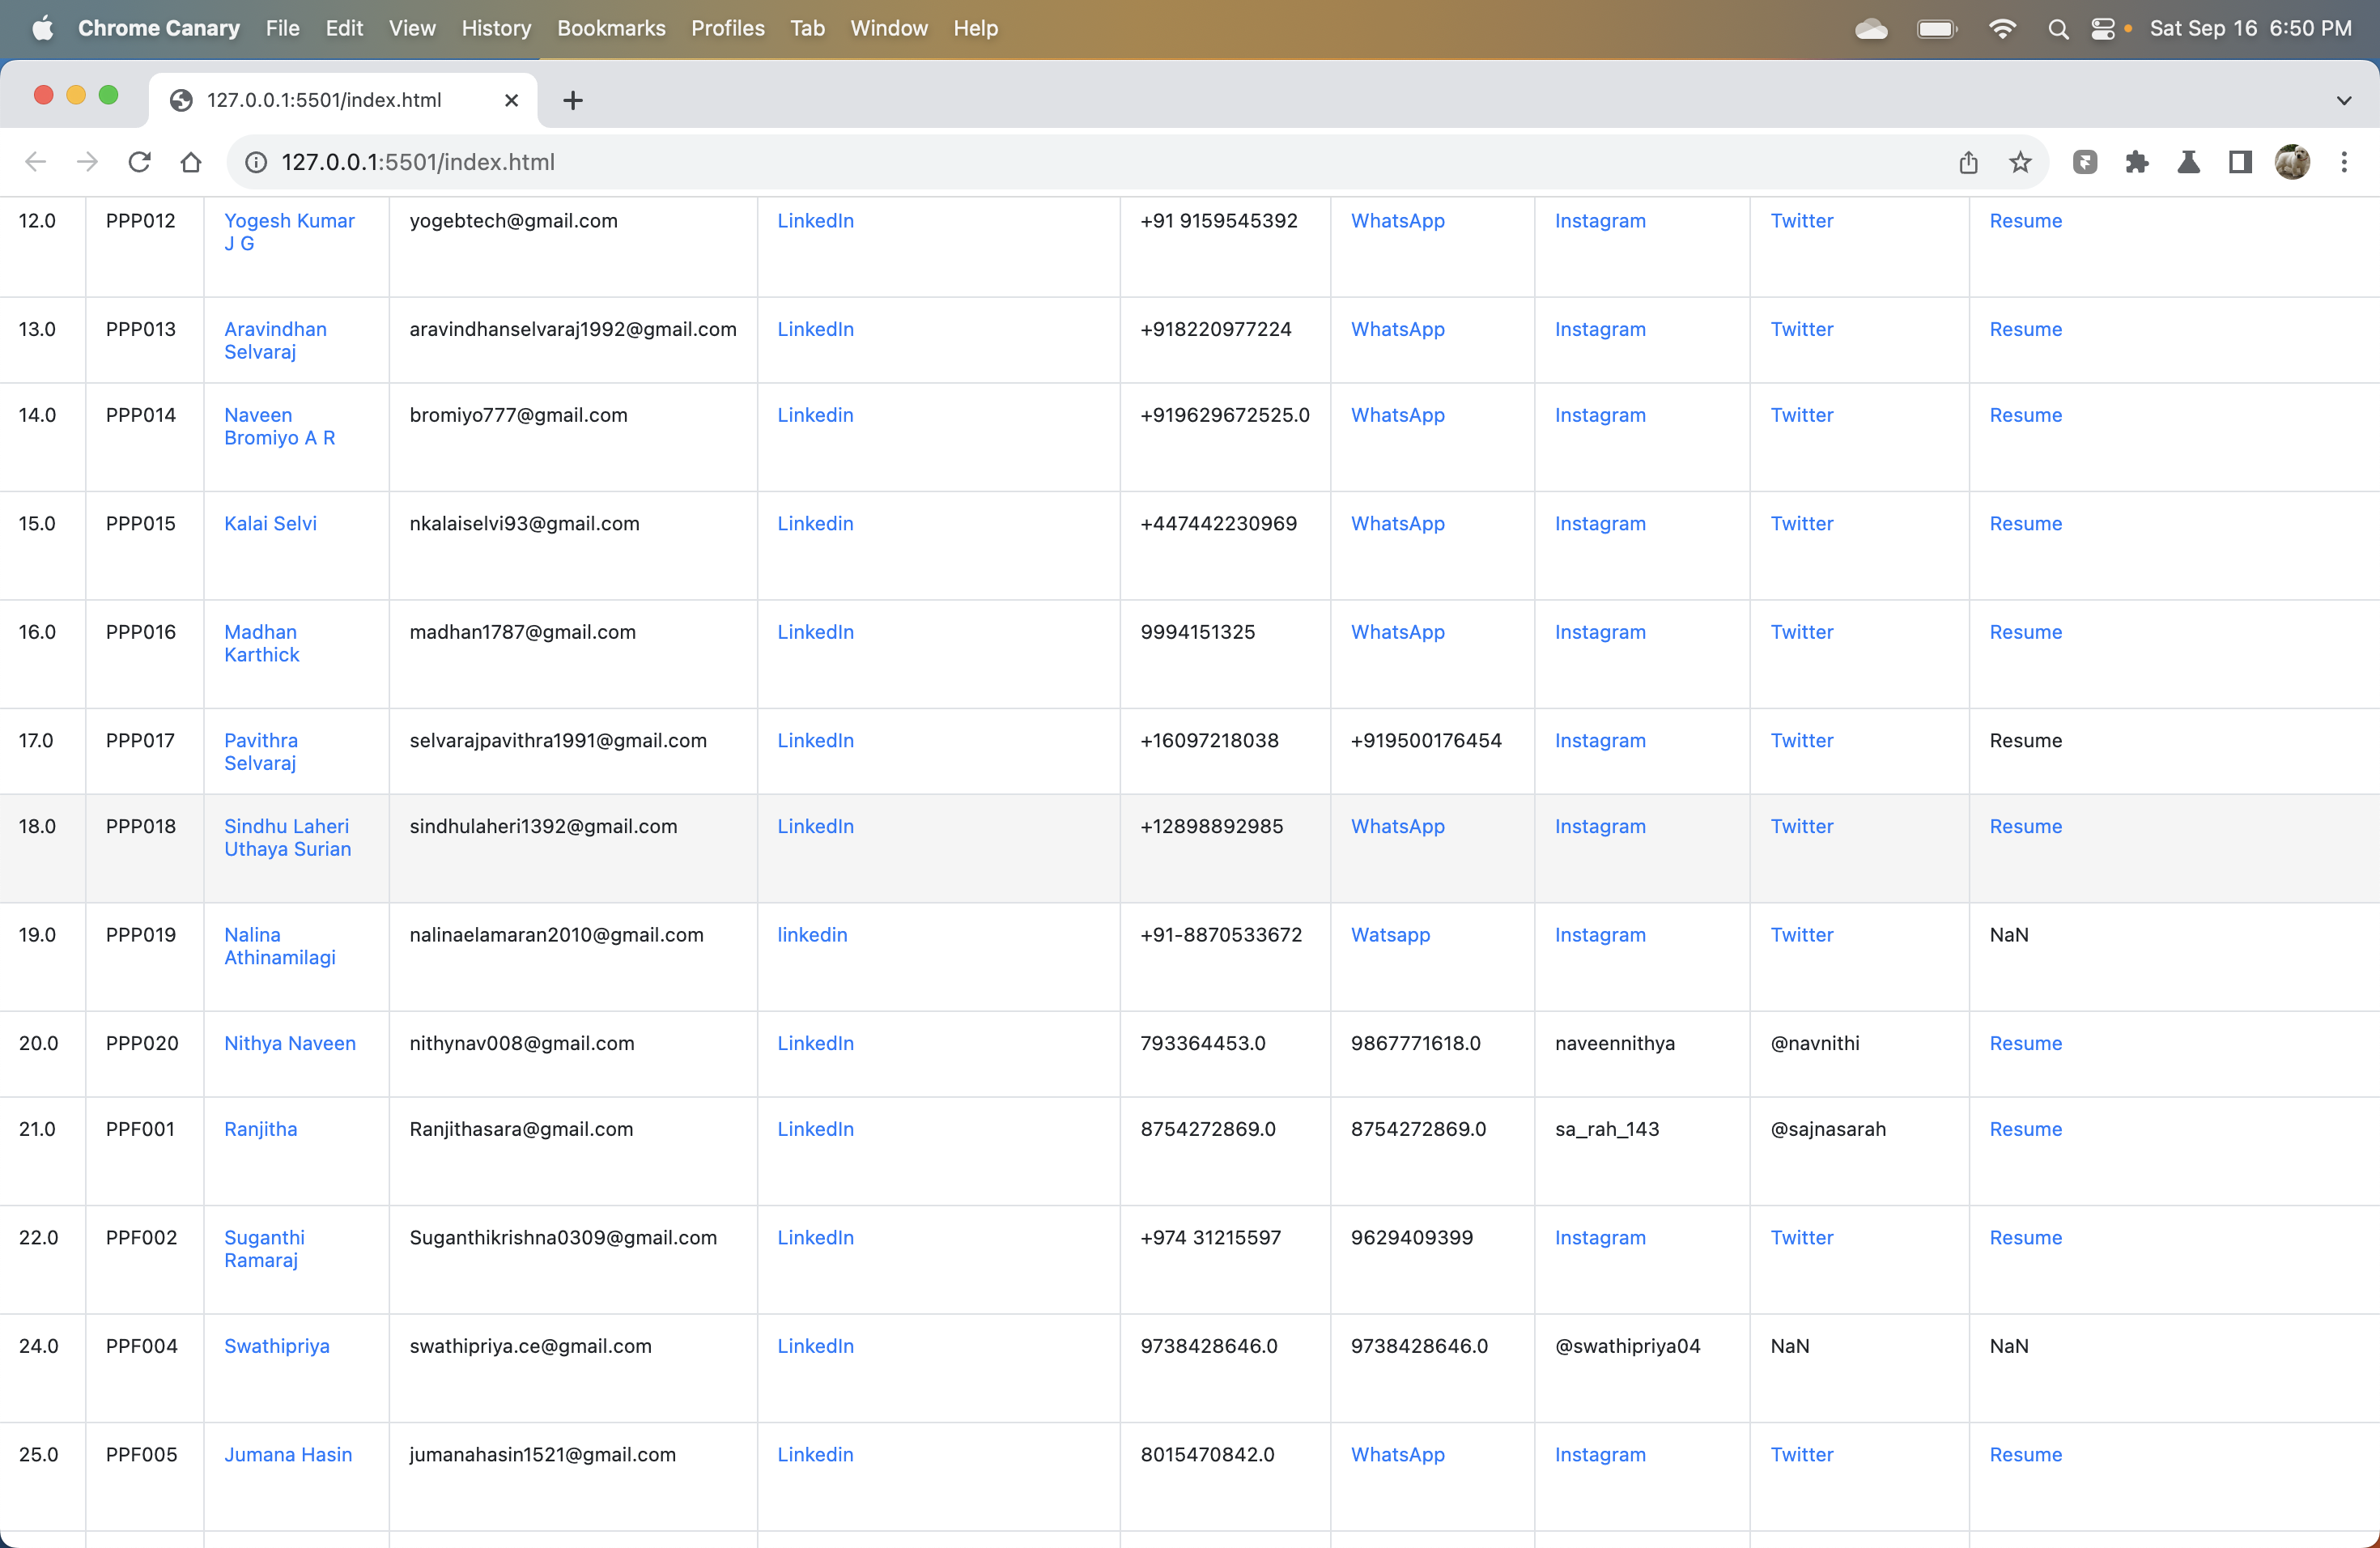 Chrome Canary File Edit View History Bookmarks Profiles Tab Window Help Sat Sep 16 6:50 PM
127.0.0.1:5501/index.html
127.0.0.1:5501/index.html
12.0 PPP012 Yogesh Kumar yogebtech@gmail.com LinkedIn +91 9159545392 WhatsApp Instagram Twitter Resume
J G
13.0 PPP013 Aravindhan aravindhanselvaraj1992@gmail.com LinkedIn +918220977224 WhatsApp Instagram Twitter Resume
Selvaraj
14.0 PPP014 Naveen bromiyo777@gmail.com Linkedin +919629672525.0 WhatsApp Instagram Twitter Resume
Bromiyo A R
15.0 PPP015 Kalai Selvi nkalaiselvi93@gmail.com Linkedin +447442230969 WhatsApp Instagram Twitter Resume
16.0 PPP016 Madhan madhan1787@gmail.com LinkedIn 9994151325 WhatsApp Instagram Twitter Resume
Karthick
17.0 PPP017 Pavithra selvarajpavithra1991@gmail.com LinkedIn +16097218038 +919500176454 Instagram Twitter Resume
Selvaraj
18.0 PPP018 Sindhu Laheri sindhulaheri1392@gmail.com LinkedIn +12898892985 WhatsApp Instagram Twitter Resume
Uthaya Surian
19.0 PPP019 Nalina nalinaelamaran2010@gmail.com linkedin +91-8870533672 Watsapp Instagram Twitter NaN
Athinamilagi
20.0 PPP020 Nithya Naveen nithynav008@gmail.com LinkedIn 793364453.0 9867771618.0 naveennithya @navnithi Resume
21.0 PPF001 Ranjitha Ranjithasara@gmail.com LinkedIn 8754272869.0 8754272869.0 sa_rah_143 @sajnasarah Resume
22.0 PPF002 Suganthi Suganthikrishna0309@gmail.com LinkedIn +974 31215597 9629409399 Instagram Twitter Resume
Ramaraj
24.0 PPF004 Swathipriya swathipriya.ce@gmail.com LinkedIn 9738428646.0 9738428646.0 @swathipriya04 NaN NaN
25.0 PPF005 Jumana Hasin jumanahasin1521@gmail.com Linkedin 8015470842.0 WhatsApp Instagram Twitter Resume